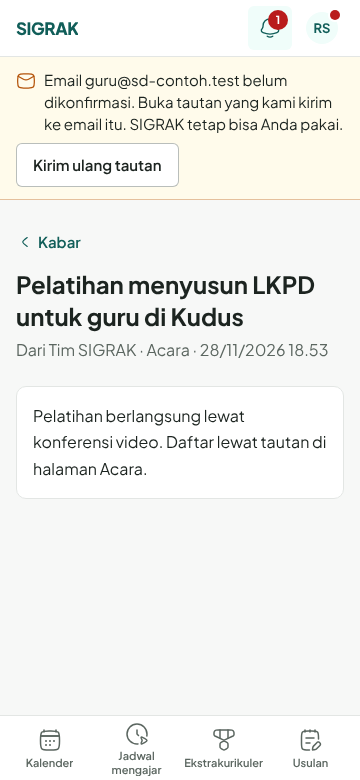 SIGRAK
1
RS
Email guru@sd-contoh.test belum
dikonfirmasi. Buka tautan yang kami kirim
ke email itu. SIGRAK tetap bisa Anda pakai.
Kirim ulang tautan
Kabar
Pelatihan menyusun LKPD
untuk guru di Kudus
Dari Tim SIGRAK · Acara · 28/11/2026 18.53
Pelatihan berlangsung lewat
konferensi video. Daftar lewat tautan di
halaman Acara.
Kalender
Jadwal
mengajar
Ekstrakurikuler
Usulan